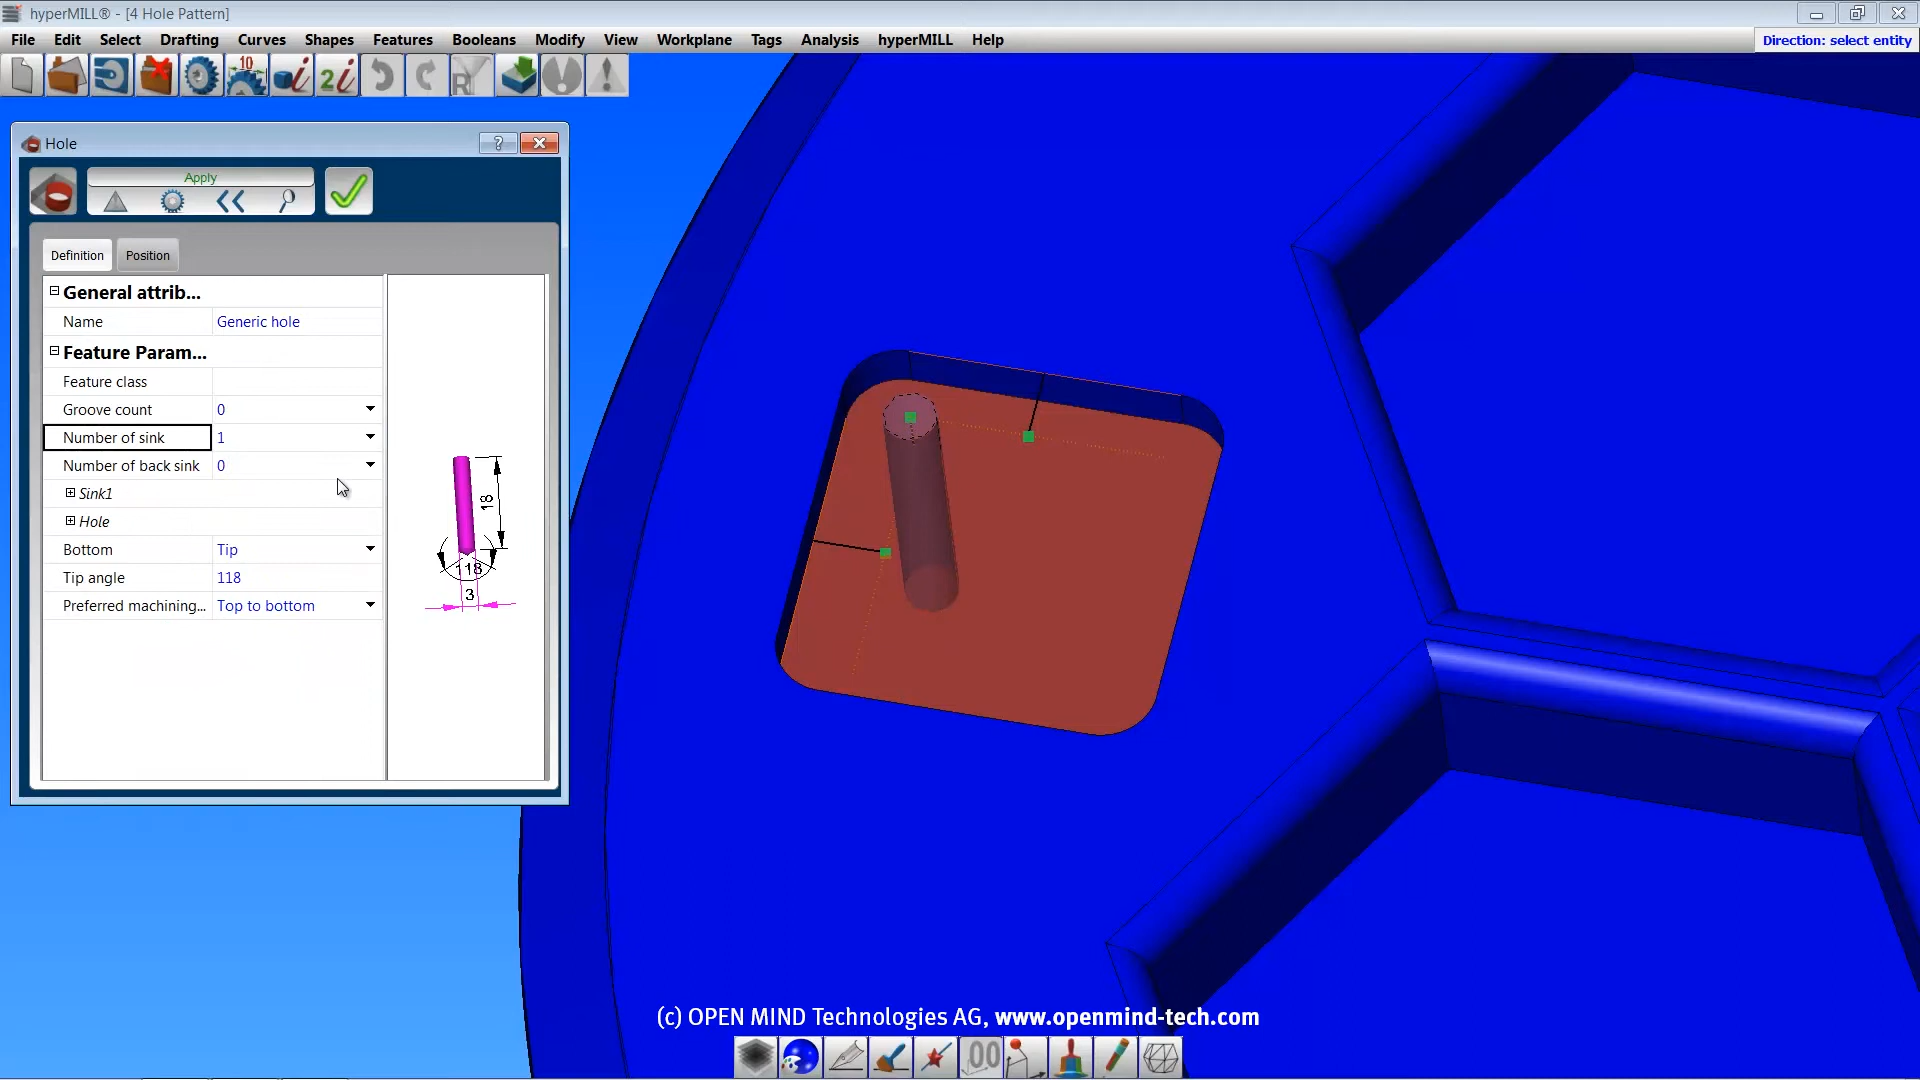 hyperMILL® - [4 Hole Pattern]
File Edit Select Drafting Curves Shapes Features Booleans Modify View Workplane Tags Analysis hyperMILL Help
Direction: select entity
10
2
R
Hole
?
Apply
Definition Position
General attrib...
Name Generic hole
Feature Param...
Feature class
Groove count 0
Number of sink 1
Number of back sink 0
Sink1
Hole
Bottom Tip
Tip angle 118
Preferred machining... Top to bottom
18
118
3
(c) OPEN MIND Technologies AG, www.openmind-tech.com
00